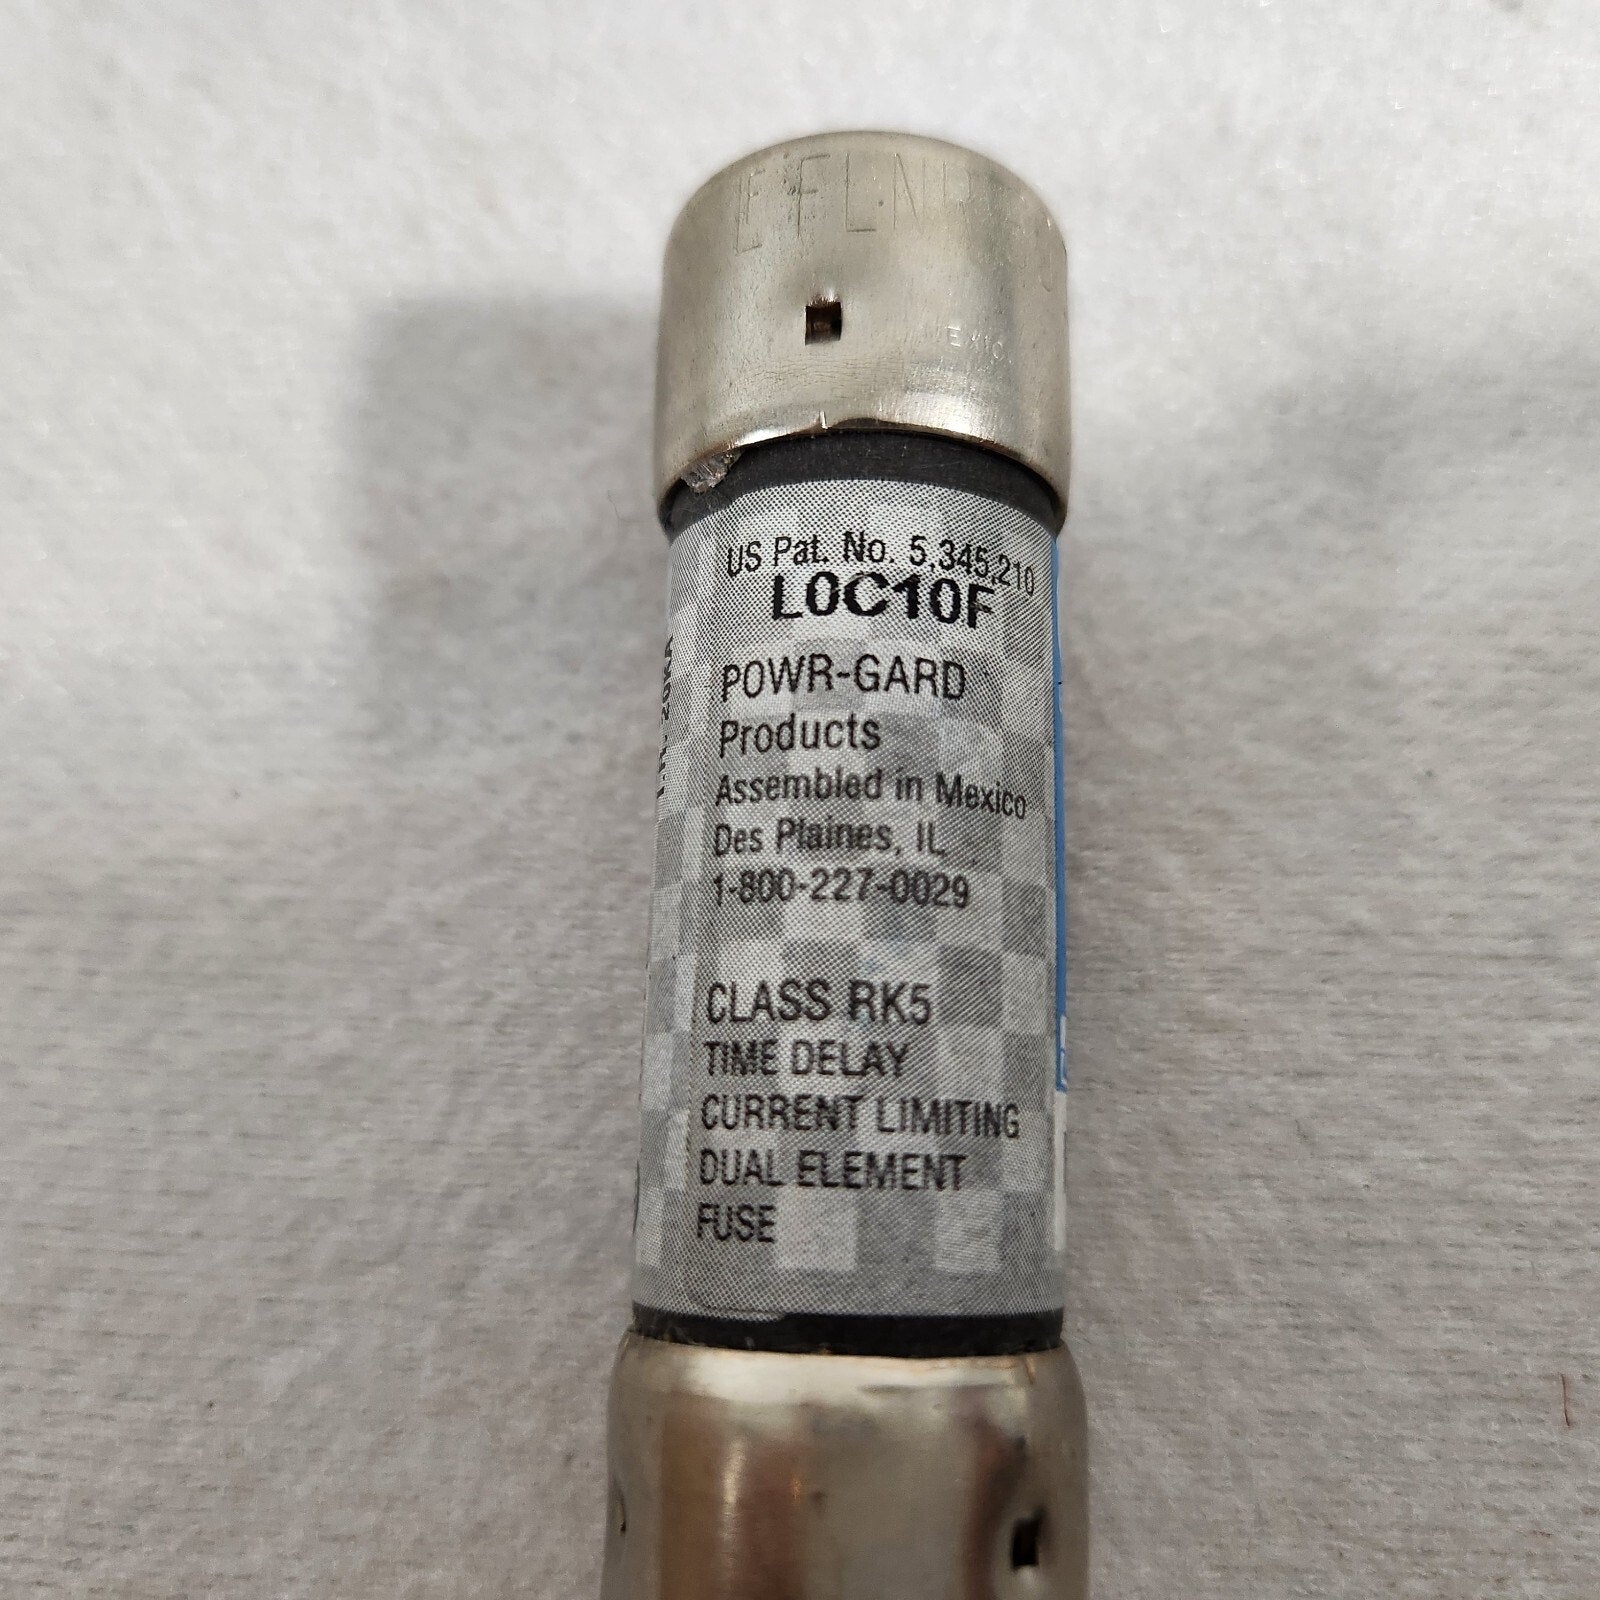 MEXICO
US Pat. No. 5,345,210
L0C10F
POWR-GARD
Products
Assembled in Mexico
Des Plaines, IL
1-800-227-0029
CLASS RK5
TIME DELAY
CURRENT LIMITING
DUAL ELEMENT
FUSE